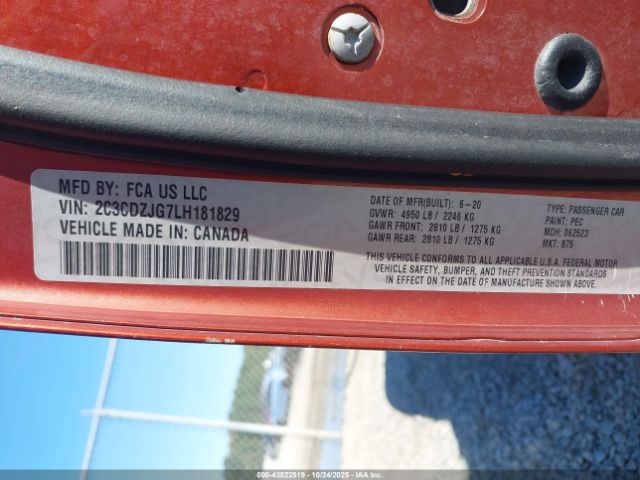 MFD BY: FCA US LLC
VIN: 2C3CDZJG7LH181829
VEHICLE MADE IN: CANADA
DATE OF MFR(BUILT): 6-20
GVWR: 4950 LB / 2246 KG
GAWR FRONT: 2810 LB / 1275 KG
GAWR REAR: 2810 LB / 1275 KG
TYPE: PASSENGER CAR
PAINT: PEC
MDH: 062523
MKT: 875
THIS VEHICLE CONFORMS TO ALL APPLICABLE U.S.A. FEDERAL MOTOR
VEHICLE SAFETY, BUMPER, AND THEFT PREVENTION STANDARDS
IN EFFECT ON THE DATE OF MANUFACTURE SHOWN ABOVE.
000-43522519 - 10/24/2025 - IAA Inc.